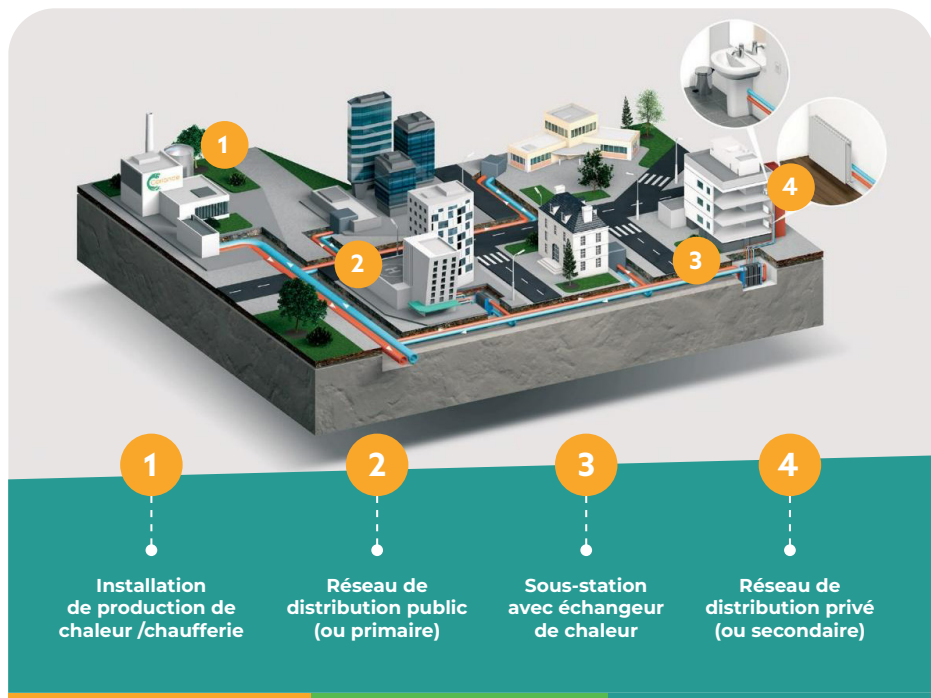 1
Coriance
2
3
4
H
1
2
3
4
Installation
de production de
chaleur /chaufferie
Réseau de
distribution public
(ou primaire)
Sous-station
avec échangeur
de chaleur
Réseau de
distribution privé
(ou secondaire)